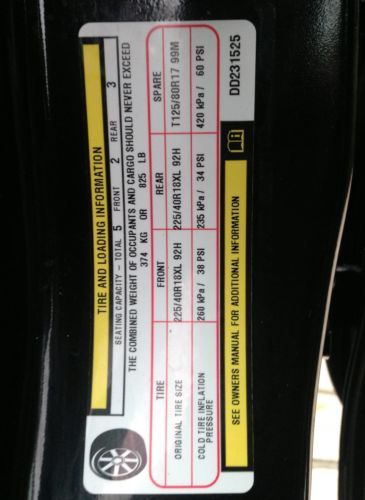 TIRE AND LOADING INFORMATION
SEATING CAPACITY - TOTAL 5 FRONT 2 REAR 3
THE COMBINED WEIGHT OF OCCUPANTS AND CARGO SHOULD NEVER EXCEED
374 KG OR 825 LB
TIRE FRONT REAR SPARE
ORIGINAL TIRE SIZE 225/40R18XL 92H 225/40R18XL 92H T125/80R17 99M
COLD TIRE INFLATION PRESSURE 260 kPa / 38 PSI 235 kPa / 34 PSI 420 kPa / 60 PSI
SEE OWNERS MANUAL FOR ADDITIONAL INFORMATION
DD231525